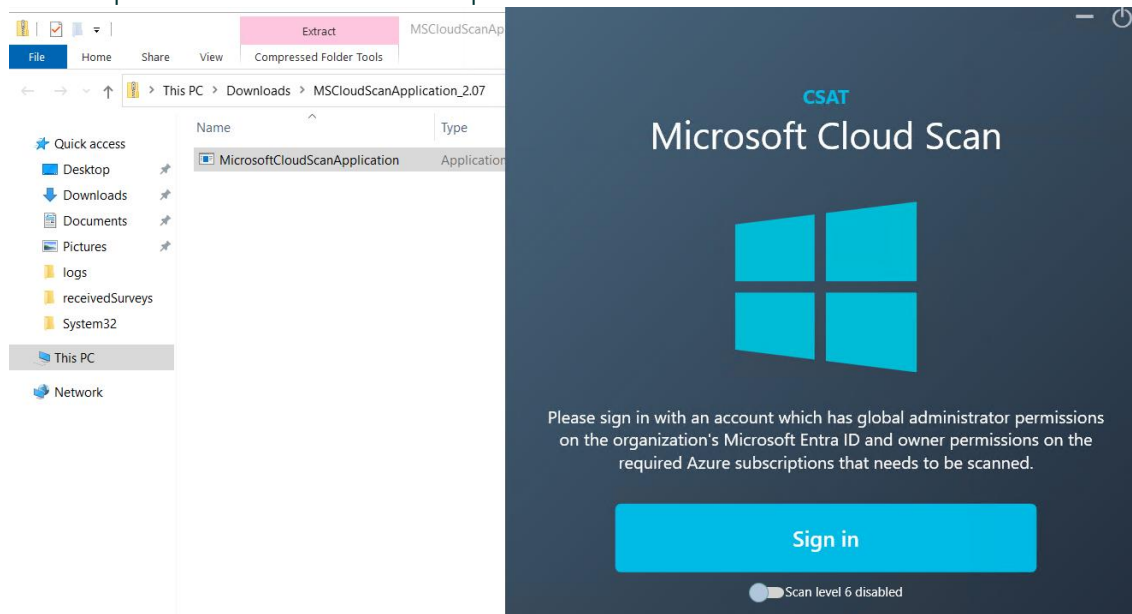 Extract
MSCloudScanAp
File
Home
Share
View
Compressed Folder Tools
This PC > Downloads > MSCloudScanApplication_2.07
Name
Type
Quick access
Desktop
Downloads
Documents
Pictures
logs
receivedSurveys
System32
This PC
Network
MicrosoftCloudScanApplication
Application
CSAT
Microsoft Cloud Scan
Please sign in with an account which has global administrator permissions
on the organization's Microsoft Entra ID and owner permissions on the
required Azure subscriptions that needs to be scanned.
Sign in
Scan level 6 disabled